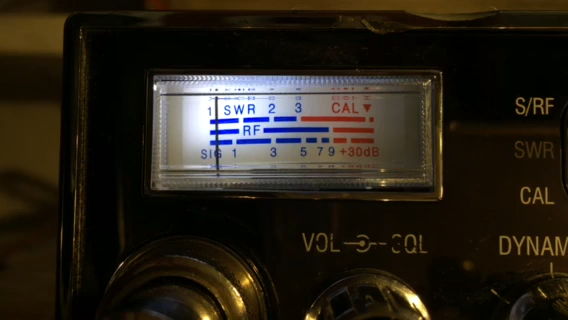 1 SWR 2 3 CAL
RF
SIG 1 3 5 7 9 +30dB
S/RF
SWR
CAL
VOL SQL
DYNAM